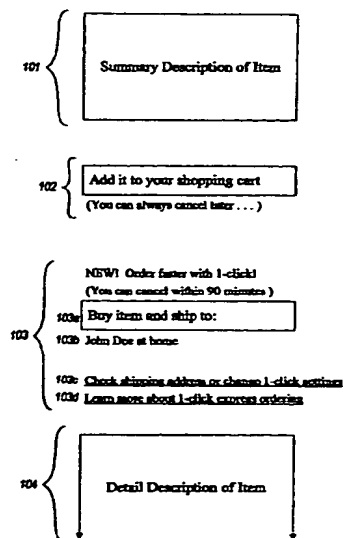 101 Summary Description of Item
102 Add it to your shopping cart
(You can always cancel later . . . )
NEW! Order faster with 1-click!
(You can cancel within 90 minutes )
103a Buy item and ship to:
103 103b John Doe at home
103c Check shipping address or change 1-click settings
103d Learn more about 1-click express ordering
104 Detail Description of Item